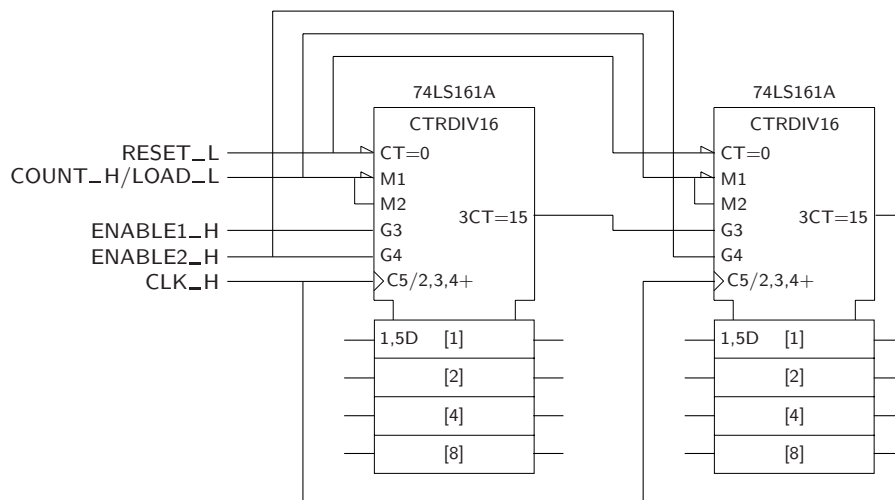 74LS161A
CTRDIV16
RESET_L
CT=0
COUNT_H/LOAD_L
M1
M2
3CT=15
ENABLE1_H
G3
ENABLE2_H
G4
CLK_H
C5/2,3,4+
1,5D [1]
[2]
[4]
[8]
74LS161A
CTRDIV16
CT=0
M1
M2
3CT=15
G3
G4
C5/2,3,4+
1,5D [1]
[2]
[4]
[8]